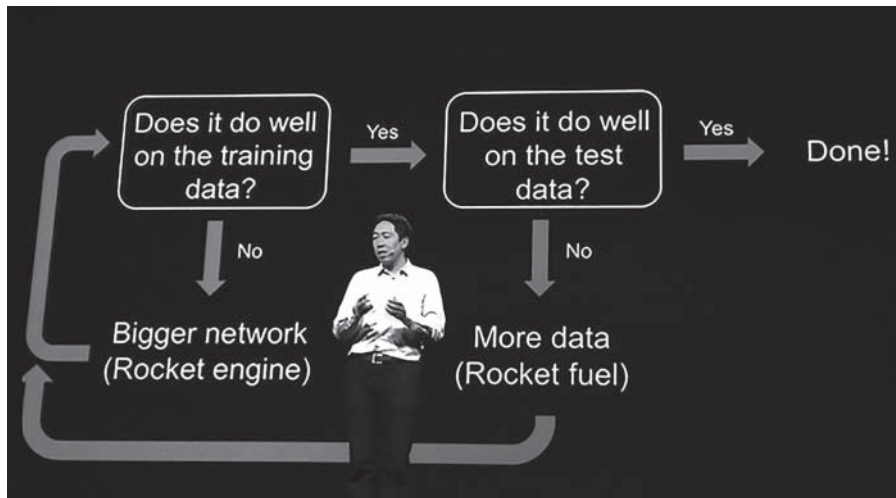 Does it do well
on the training
data?
Yes
Does it do well
on the test
data?
Yes
Done!
No
No
Bigger network
(Rocket engine)
More data
(Rocket fuel)